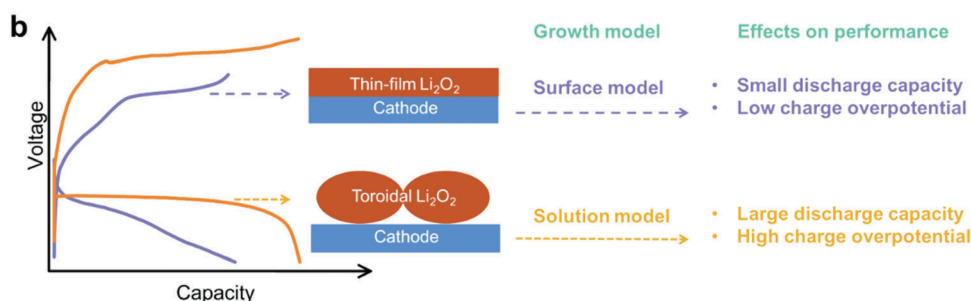 b
Growth model
Effects on performance
Voltage
Thin-film Li₂O₂
Cathode
Surface model
• Small discharge capacity
• Low charge overpotential
Toroidal Li₂O₂
Cathode
Solution model
• Large discharge capacity
• High charge overpotential
Capacity